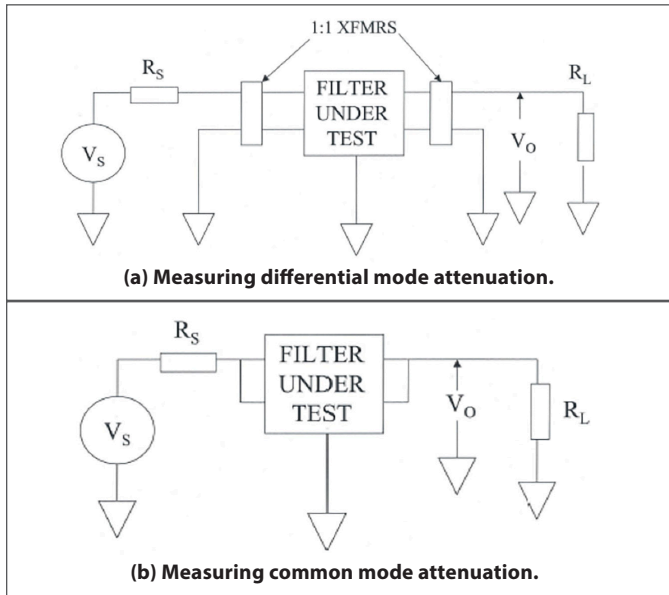 1:1 XFMRS
R_S
R_L
FILTER
UNDER
TEST
V_S
V_O
(a) Measuring differential mode attenuation.
R_S
FILTER
UNDER
TEST
V_O
R_L
V_S
(b) Measuring common mode attenuation.